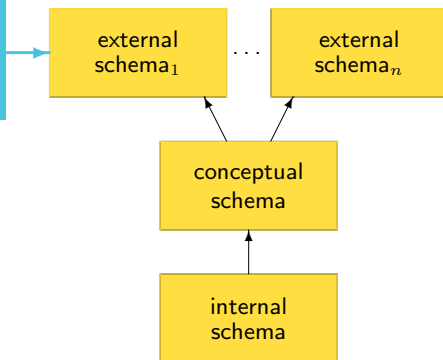 external
schema₁
...
external
schemaₙ
conceptual
schema
internal
schema